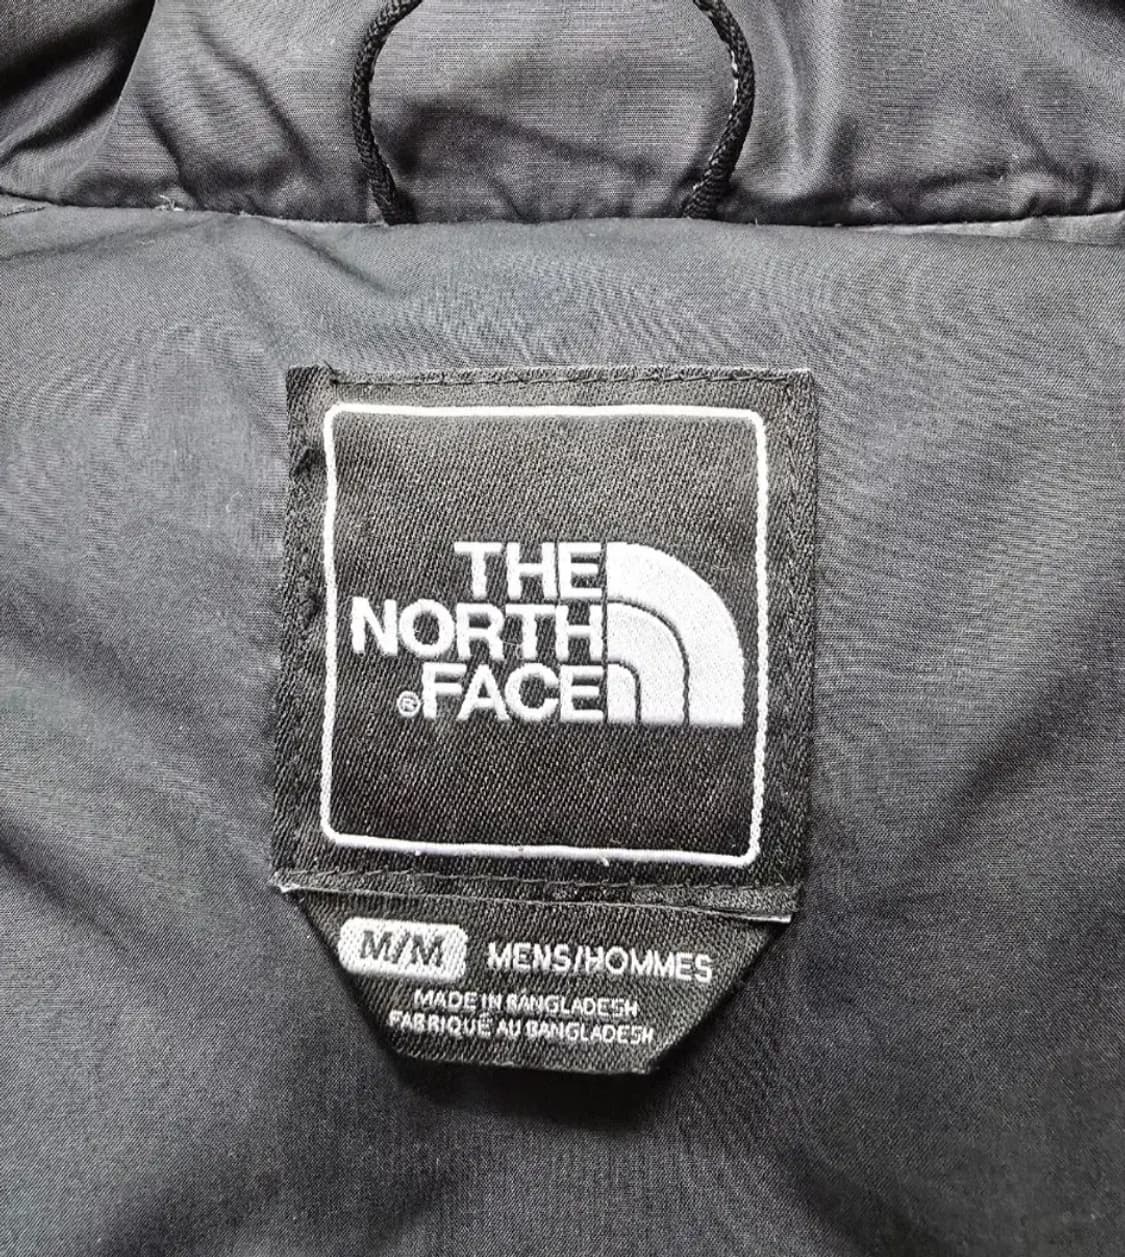 THE
NORTH
®FACE
M/M MENS/HOMMES
MADE IN BANGLADESH
FABRIQUÉ AU BANGLADESH